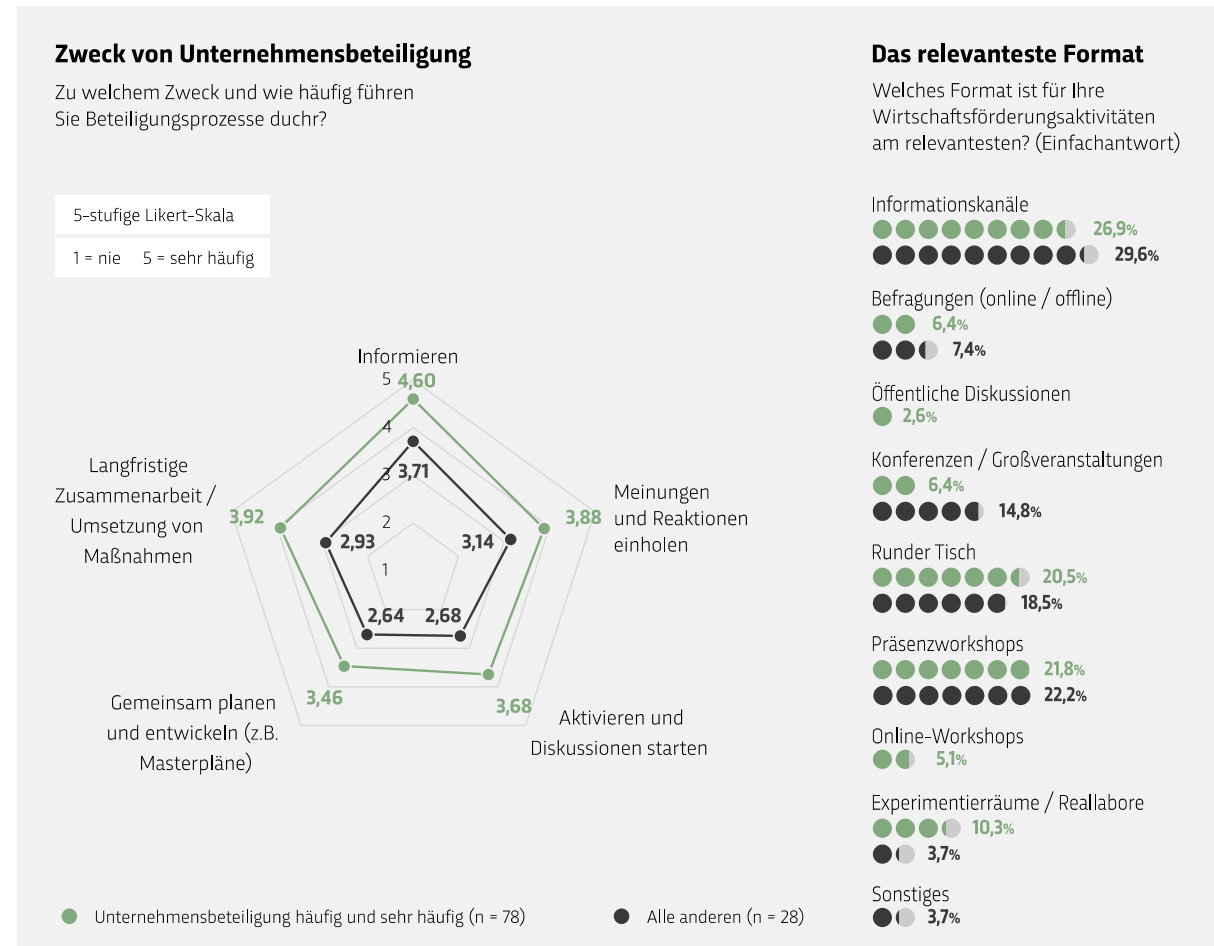 Zweck von Unternehmensbeteiligung
Zu welchem Zweck und wie häufig führen
Sie Beteiligungsprozesse duchr?
5-stufige Likert-Skala
1 = nie 5 = sehr häufig
Informieren
5 4,60
4
3
3,71
2
1
Langfristige
Zusammenarbeit /
Umsetzung von
Maßnahmen
3,92
2,93
3,14
3,88
Meinungen
und Reaktionen
einholen
2,64 2,68
3,46
3,68
Gemeinsam planen
und entwickeln (z.B.
Masterpläne)
Aktivieren und
Diskussionen starten
Unternehmensbeteiligung häufig und sehr häufig (n = 78)
Alle anderen (n = 28)
Das relevanteste Format
Welches Format ist für Ihre
Wirtschaftsförderungsaktivitäten
am relevantesten? (Einfachantwort)
Informationskanäle
26,9%
29,6%
Befragungen (online / offline)
6,4%
7,4%
Öffentliche Diskussionen
2,6%
Konferenzen / Großveranstaltungen
6,4%
14,8%
Runder Tisch
20,5%
18,5%
Präsenzworkshops
21,8%
22,2%
Online-Workshops
5,1%
Experimentierräume / Reallabore
10,3%
3,7%
Sonstiges
3,7%